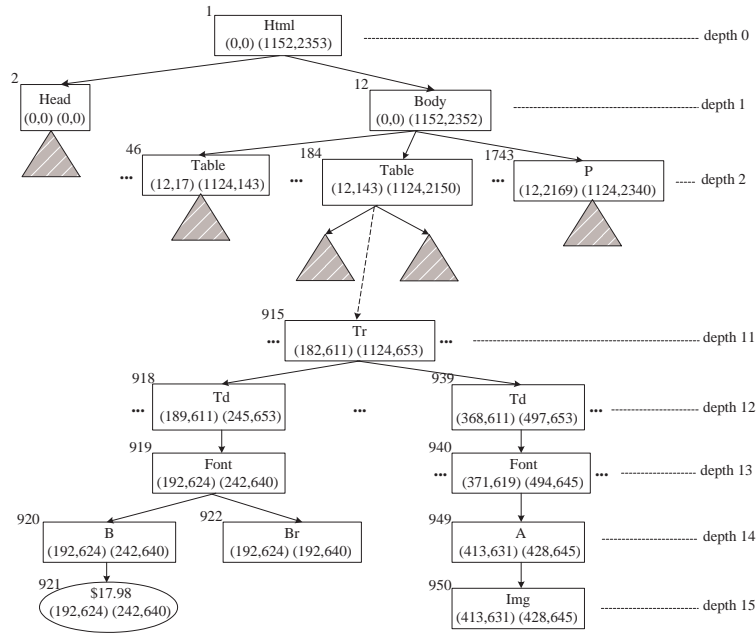 1
Html
(0,0) (1152,2353)
depth 0
2
Head
(0,0) (0,0)
12
Body
(0,0) (1152,2352)
depth 1
...
46
Table
(12,17) (1124,143)
...
184
Table
(12,143) (1124,2150)
...
1743
P
(12,2169) (1124,2340)
depth 2
915
...
Tr
(182,611) (1124,653)
...
depth 11
...
918
Td
(189,611) (245,653)
...
939
Td
(368,611) (497,653)
...
depth 12
919
Font
(192,624) (242,640)
...
940
Font
(371,619) (494,645)
...
depth 13
920
B
(192,624) (242,640)
922
Br
(192,624) (192,640)
949
A
(413,631) (428,645)
depth 14
921
$17.98
(192,624) (242,640)
950
Img
(413,631) (428,645)
depth 15